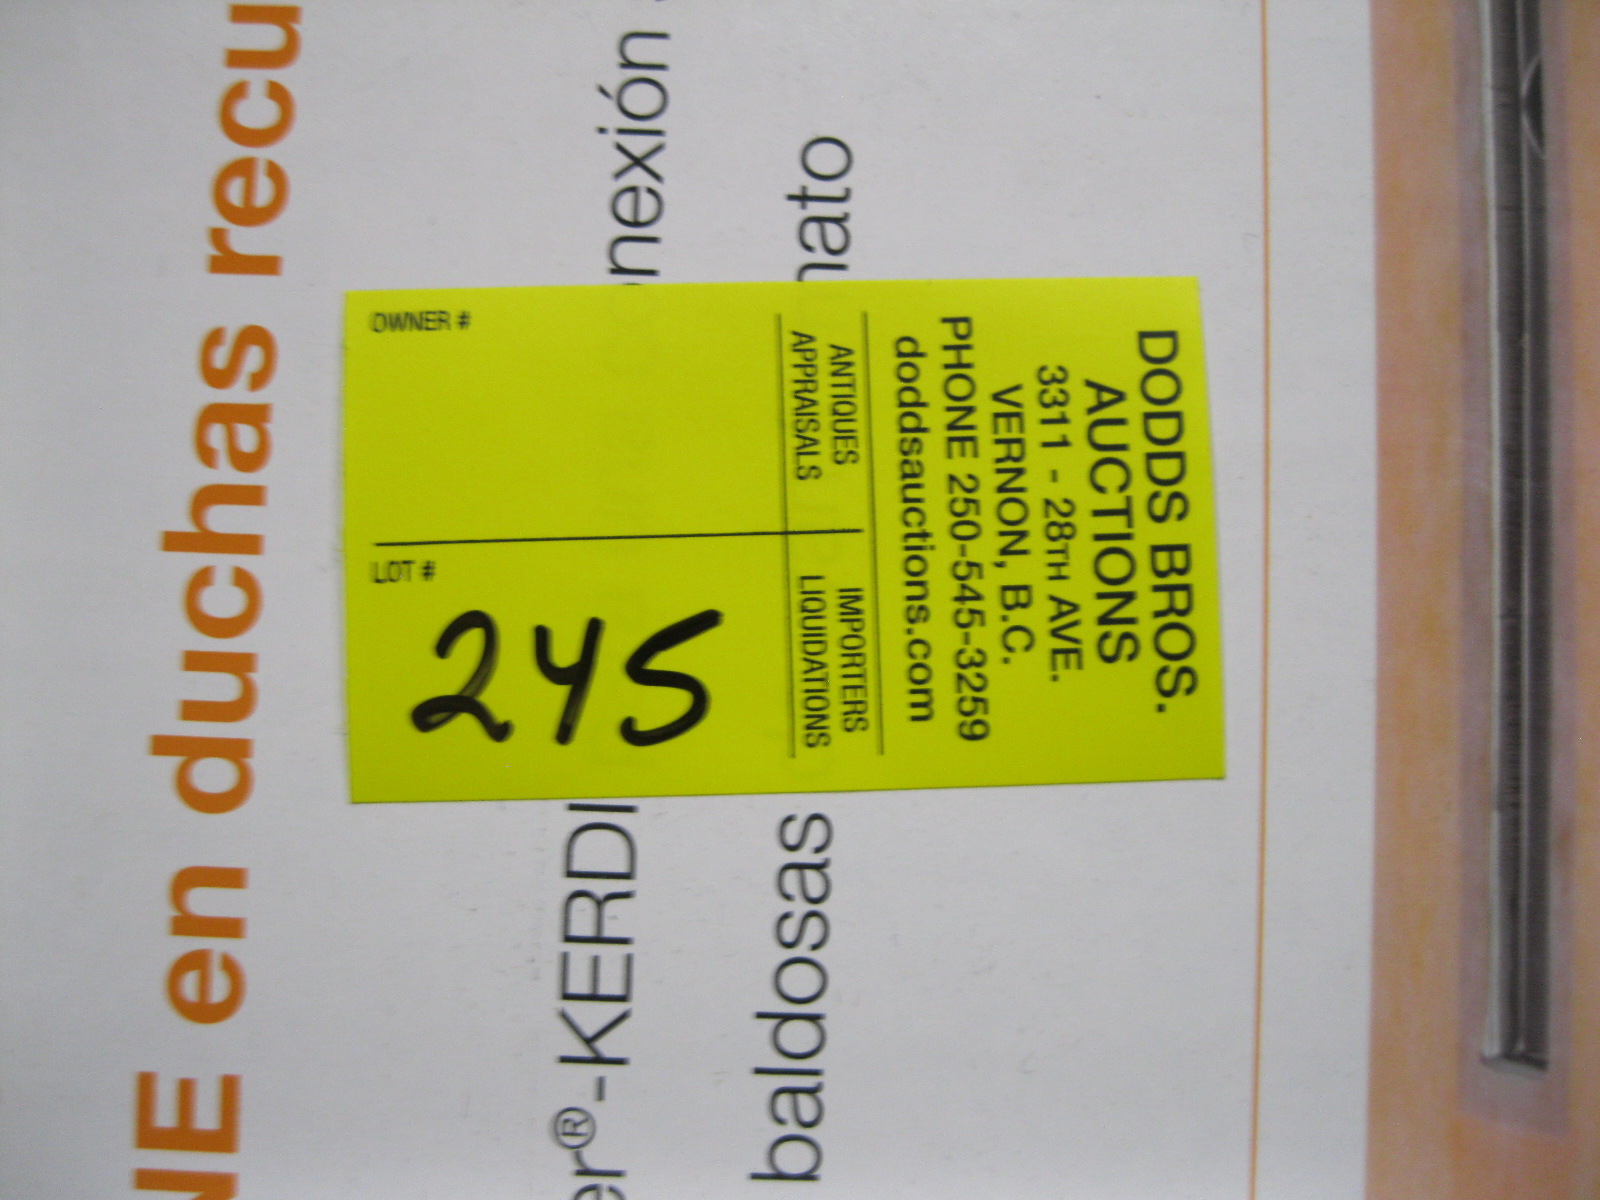 DODDS BROS.
AUCTIONS
3311 - 28TH AVE.
VERNON, B.C.
PHONE 250-545-3259
doddsauctions.com
ANTIQUES IMPORTERS
APPRAISALS LIQUIDATIONS
OWNER #
LOT #
245
NE en duchas recu
er®-KERDI nexión
baldosas nato